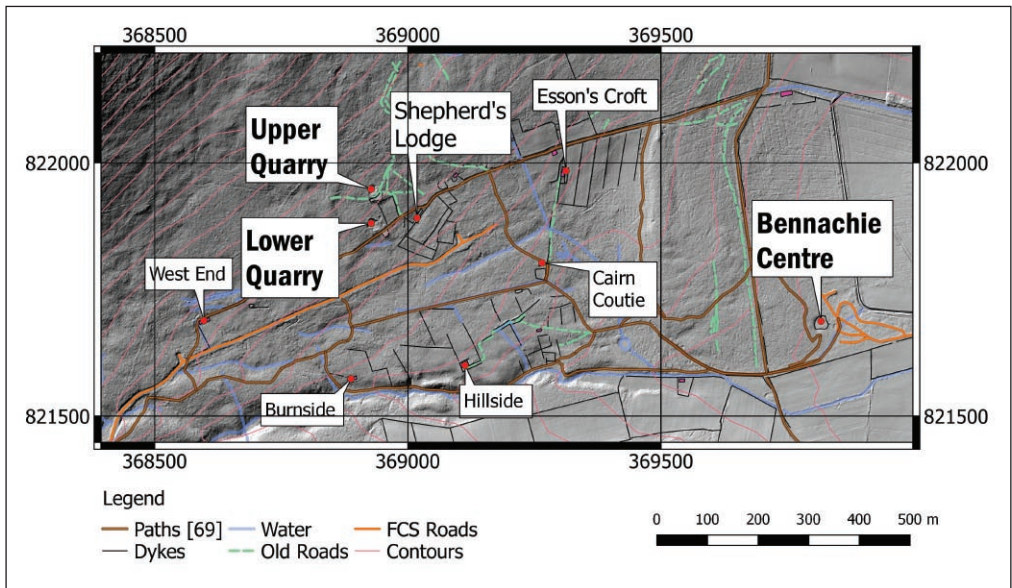 368500 369000 369500
Esson's Croft
Shepherd's
Lodge
Upper
Quarry
822000 822000
Lower
Quarry
Bennachie
Centre
West End
Cairn
Coutie
Burnside
Hillside
821500 821500
368500 369000 369500
Legend
Paths [69] Water FCS Roads
Dykes Old Roads Contours
0 100 200 300 400 500 m